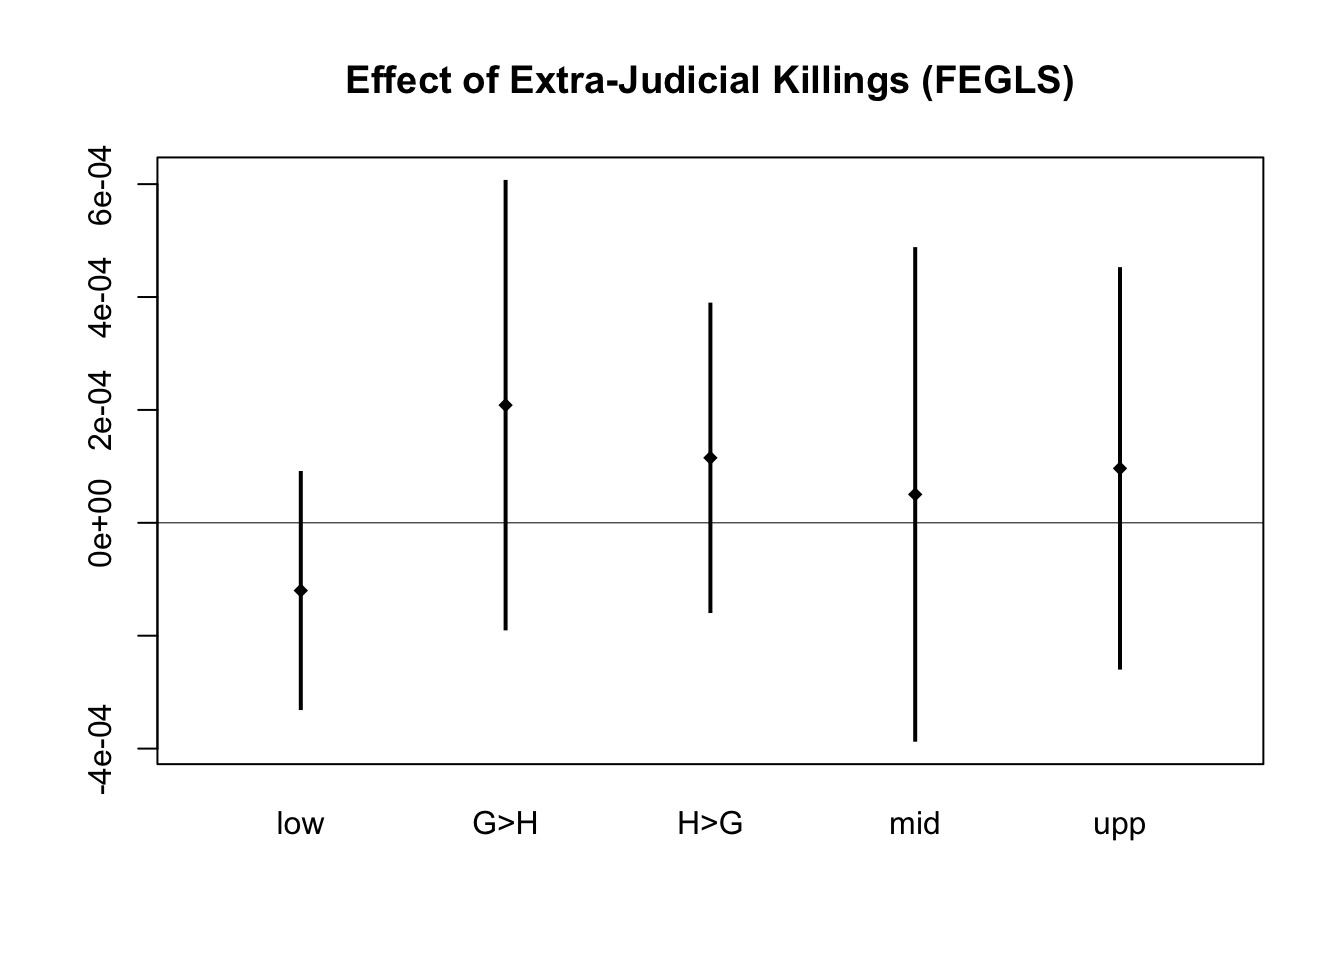 Effect of Extra-Judicial Killings (FEGLS)
6e-04
4e-04
2e-04
0e+00
-4e-04
low G>H H>G mid upp